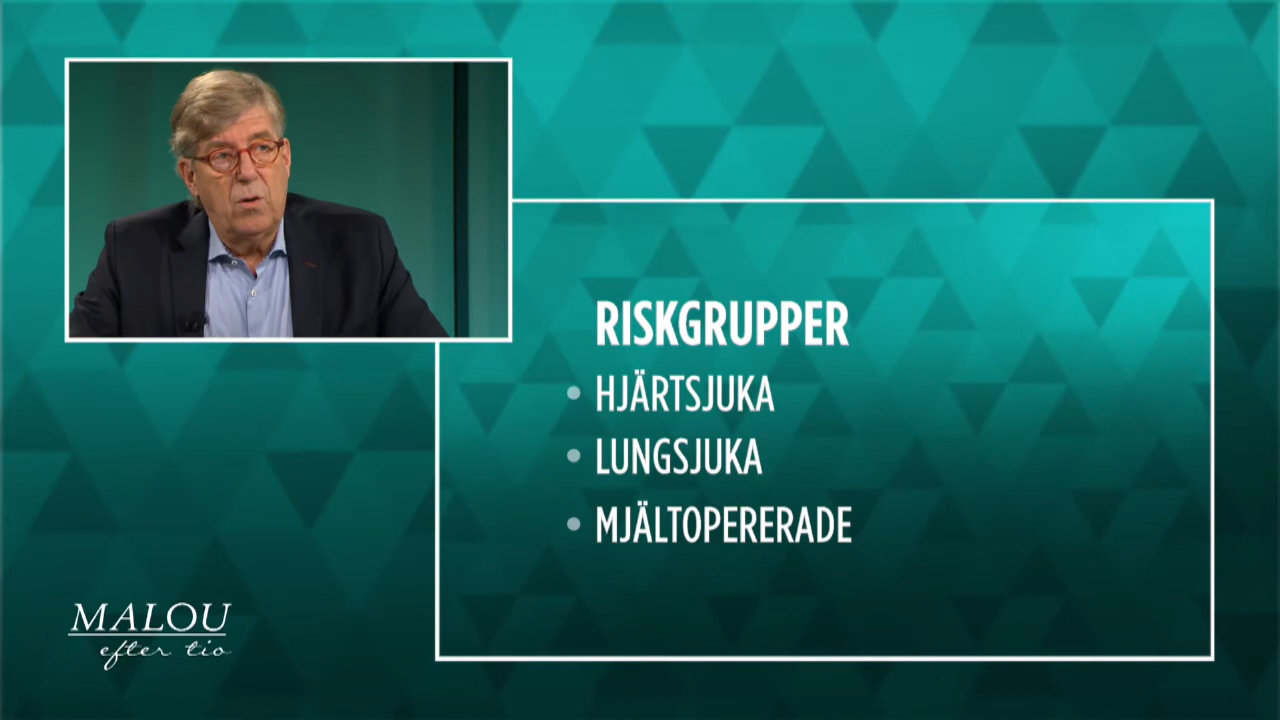 RISKGRUPPER
• HJÄRTSJUKA
• LUNGSJUKA
• MJÄLTOPERERADE
MALOU
efter tio